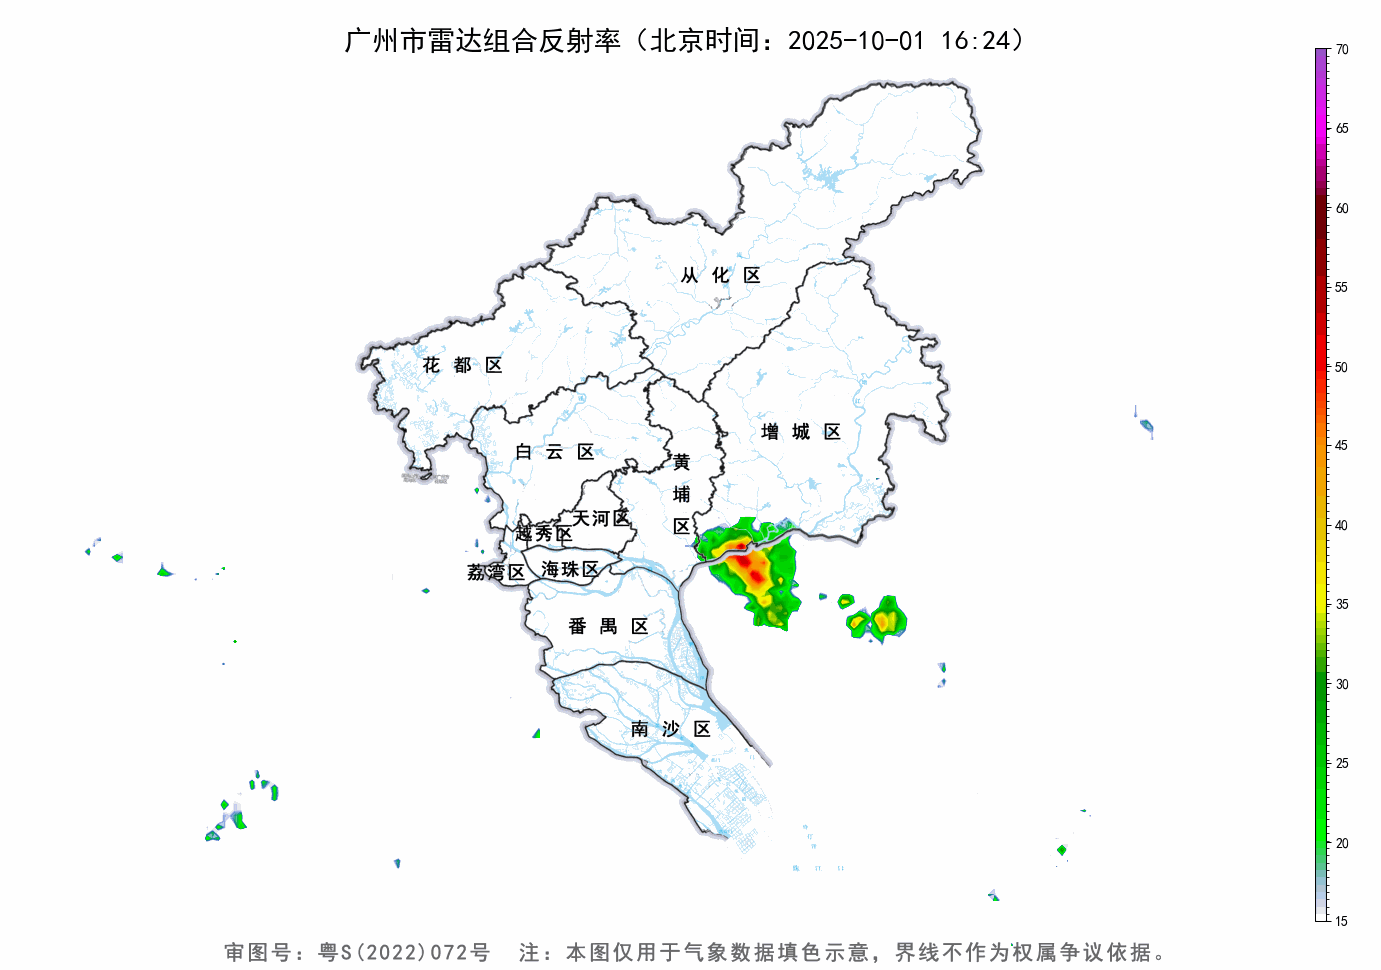 广州市雷达组合反射率（北京时间：2025-10-01 16:24）
70
65
60
55
50
45
40
35
30
25
20
15
从化区
花都区
增城区
白云区
黄埔区
天河区
越秀区
海珠区
荔湾区
番禺区
南沙区
审图号：粤S(2022)072号 注：本图仅用于气象数据填色示意，界线不作为权属争议依据。